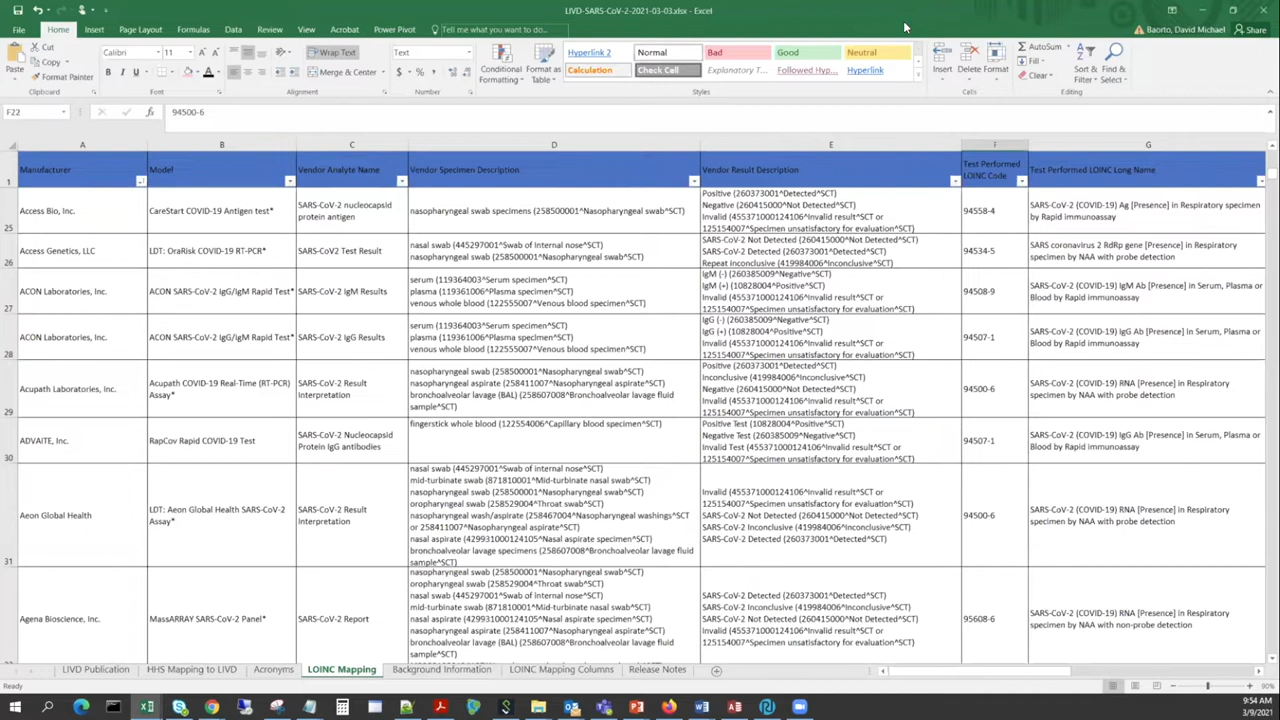 LIVD-SARS-CoV-2-2021-03-03.xlsx - Excel
File Home Insert Page Layout Formulas Data Review View Acrobat Power Pivot Tell me what you want to do... Baorto, David Michael Share
Cut
Copy
Format Painter
Paste
Clipboard
Calibri 11
B I U
Font
Wrap Text
Merge & Center
Alignment
Text
$ % ,
Number
Conditional Formatting
Format as Table
Hyperlink 2 Normal Bad Good Neutral
Calculation Check Cell Explanatory T... Followed Hyp... Hyperlink
Styles
Insert Delete Format
Cells
AutoSum
Fill
Clear
Sort & Filter
Find & Select
Editing
F22 fx 94500-6
A B C D E F G
1 Manufacturer Model Vendor Analyte Name Vendor Specimen Description Vendor Result Description Test Performed LOINC Code Test Performed LOINC Long Name
25 Access Bio, Inc.
CareStart COVID-19 Antigen test*
SARS-CoV-2 nucleocapsid
protein antigen
nasopharyngeal swab specimens (258500001^Nasopharyngeal swab^SCT)
Positive (260373001^Detected^SCT)
Negative (260415000^Not Detected^SCT)
Invalid (455371000124106^Invalid result^SCT or
125154007^Specimen unsatisfactory for evaluation^SCT)
94558-4
SARS-CoV-2 (COVID-19) Ag [Presence] in Respiratory specimen
by Rapid immunoassay
26 Access Genetics, LLC
LDT: OraRisk COVID-19 RT-PCR*
SARS-CoV2 Test Result
nasal swab (445297001^Swab of Internal nose^SCT)
nasopharyngeal swab (258500001^Nasopharyngeal swab^SCT)
SARS-CoV-2 Not Detected (260415000^Not Detected^SCT)
SARS-CoV-2 Detected (260373001^Detected^SCT)
Repeat inconclusive (419984006^Inconclusive^SCT)
94534-5
SARS coronavirus 2 RdRp gene [Presence] in Respiratory
specimen by NAA with probe detection
27 ACON Laboratories, Inc.
ACON SARS-CoV-2 IgG/IgM Rapid Test*
SARS-CoV-2 IgM Results
serum (119364003^Serum specimen^SCT)
plasma (119361006^Plasma specimen^SCT)
venous whole blood (122555007^Venous blood specimen^SCT)
IgM (-) (260385009^Negative^SCT)
IgM (+) (10828004^Positive^SCT)
Invalid (455371000124106^Invalid result^SCT or
125154007^Specimen unsatisfactory for evaluation^SCT)
94508-9
SARS-CoV-2 (COVID-19) IgM Ab [Presence] in Serum, Plasma or
Blood by Rapid immunoassay
28 ACON Laboratories, Inc.
ACON SARS-CoV-2 IgG/IgM Rapid Test*
SARS-CoV-2 IgG Results
serum (119364003^Serum specimen^SCT)
plasma (119361006^Plasma specimen^SCT)
venous whole blood (122555007^Venous blood specimen^SCT)
IgG (-) (260385009^Negative^SCT)
IgG (+) (10828004^Positive^SCT)
Invalid (455371000124106^Invalid result^SCT or
125154007^Specimen unsatisfactory for evaluation^SCT)
94507-1
SARS-CoV-2 (COVID-19) IgG Ab [Presence] in Serum, Plasma or
Blood by Rapid immunoassay
29 Acupath Laboratories, Inc.
Acupath COVID-19 Real-Time (RT-PCR)
Assay*
SARS-CoV-2 Result
Interpretation
nasopharyngeal swab (258500001^Nasopharyngeal swab^SCT)
nasopharyngeal aspirate (258411007^Nasopharyngeal aspirate^SCT)
bronchoalveolar lavage (BAL) (258607008^Bronchoalveolar lavage fluid
sample^SCT)
Positive (260373001^Detected^SCT)
Inconclusive (419984006^Inconclusive^SCT)
Negative (260415000^Not Detected^SCT)
Invalid (455371000124106^Invalid result^SCT or
125154007^Specimen unsatisfactory for evaluation^SCT)
94500-6
SARS-CoV-2 (COVID-19) RNA [Presence] in Respiratory
specimen by NAA with probe detection
30 ADVAITE, Inc.
RapCov Rapid COVID-19 Test
SARS-CoV-2 Nucleocapsid
Protein IgG antibodies
fingerstick whole blood (122554006^Capillary blood specimen^SCT)
Positive Test (10828004^Positive^SCT)
Negative Test (260385009^Negative^SCT)
Invalid Test (455371000124106^Invalid result^SCT or
125154007^Specimen unsatisfactory for evaluation^SCT)
94507-1
SARS-CoV-2 (COVID-19) IgG Ab [Presence] in Serum, Plasma or
Blood by Rapid immunoassay
31 Aeon Global Health
LDT: Aeon Global Health SARS-CoV-2
Assay*
SARS-CoV-2 Result
Interpretation
nasal swab (445297001^Swab of internal nose^SCT)
mid-turbinate swab (871810001^Mid-turbinate nasal swab^SCT)
nasopharyngeal swab (258500001^Nasopharyngeal swab^SCT)
oropharyngeal swab (258529004^Throat swab^SCT)
nasopharyngeal wash/aspirate (258467004^Nasopharyngeal washings^SCT
or 258411007^Nasopharyngeal aspirate^SCT)
nasal aspirate (429931000124105^Nasal aspirate specimen^SCT)
bronchoalveolar lavage specimens (258607008^Bronchoalveolar lavage fluid
sample^SCT)
Invalid (455371000124106^Invalid result^SCT or
125154007^Specimen unsatisfactory for evaluation^SCT)
SARS-CoV-2 Not Detected (260415000^Not Detected^SCT)
SARS-CoV-2 Inconclusive (419984006^Inconclusive^SCT)
SARS-CoV-2 Detected (260373001^Detected^SCT)
94500-6
SARS-CoV-2 (COVID-19) RNA [Presence] in Respiratory
specimen by NAA with probe detection
Agena Bioscience, Inc.
MassARRAY SARS-CoV-2 Panel*
SARS-CoV-2 Report
nasopharyngeal swab (258500001^Nasopharyngeal swab^SCT)
oropharyngeal swab (258529004^Throat swab^SCT)
nasal swab (445297001^Swab of internal nose^SCT)
mid-turbinate swab (871810001^Mid-turbinate nasal swab^SCT)
nasal aspirate (429931000124105^Nasal aspirate specimen^SCT)
nasopharyngeal aspirate (258411007^Nasopharyngeal aspirate^SCT)
bronchoalveolar lavage (258607008^Bronchoalveolar lavage fluid
sample^SCT)
SARS-CoV-2 Detected (260373001^Detected^SCT)
SARS-CoV-2 Inconclusive (419984006^Inconclusive^SCT)
SARS-CoV-2 Not Detected (260415000^Not Detected^SCT)
Invalid (455371000124106^Invalid result^SCT or
125154007^Specimen unsatisfactory for evaluation^SCT)
95608-6
SARS-CoV-2 (COVID-19) RNA [Presence] in Respiratory
specimen by NAA with non-probe detection
LIVD Publication HHS Mapping to LIVD Acronyms LOINC Mapping Background Information LOINC Mapping Columns Release Notes
Ready 90%
9:54 AM
3/9/2021